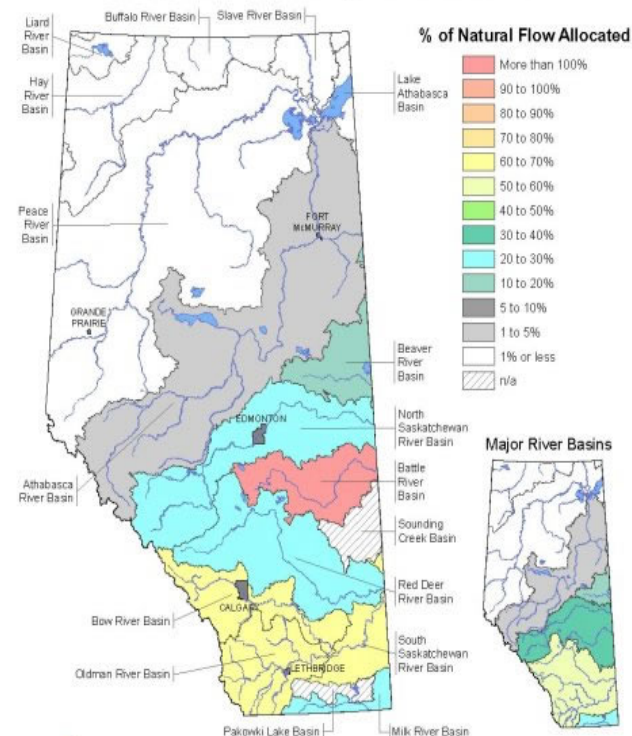 Liard
River
Basin
Buffalo River Basin
Slave River Basin
Hay
River
Basin
Lake
Athabasca
Basin
Peace
River
Basin
FORT
McMURRAY
GRANDE
PRAIRIE
Beaver
River
Basin
EDMONTON
North
Saskatchewan
River Basin
Battle
River
Basin
Athabasca
River Basin
Sounding
Creek Basin
Red Deer
River Basin
Bow River Basin
CALGARY
South
Saskatchewan
River Basin
Oldman River Basin
LETHBRIDGE
Pakowki Lake Basin
Milk River Basin
% of Natural Flow Allocated
More than 100%
90 to 100%
80 to 90%
70 to 80%
60 to 70%
50 to 60%
40 to 50%
30 to 40%
20 to 30%
10 to 20%
5 to 10%
1 to 5%
1% or less
n/a
Major River Basins